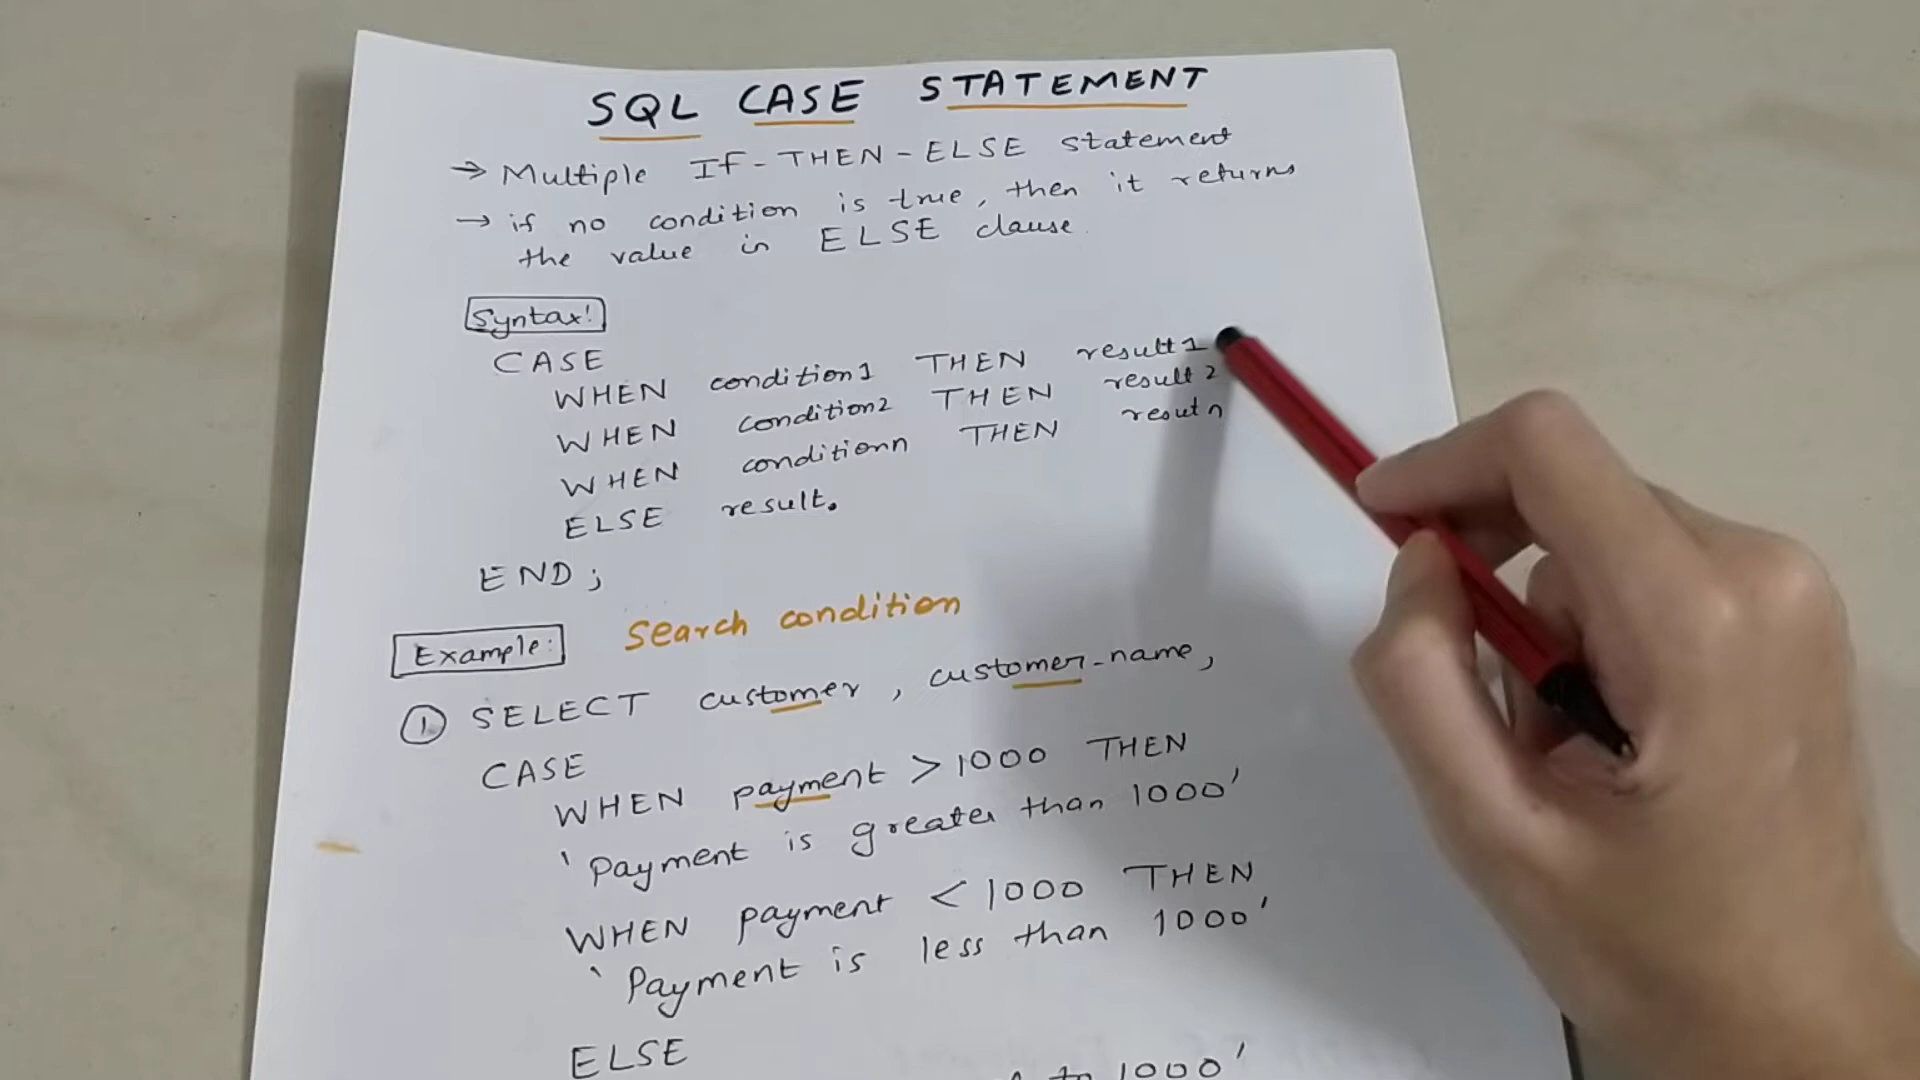 SQL CASE STATEMENT
→ Multiple If-THEN-ELSE statement
→ if no condition is true, then it returns
the value in ELSE clause.
Syntax:
CASE
WHEN condition1 THEN result1
WHEN condition2 THEN result2
WHEN conditionn THEN resutn
ELSE result.
END;
Example: Search condition
① SELECT customer, customer_name,
CASE
WHEN payment > 1000 THEN
'Payment is greater than 1000'
WHEN payment < 1000 THEN
'Payment is less than 1000'
ELSE
to 1000'